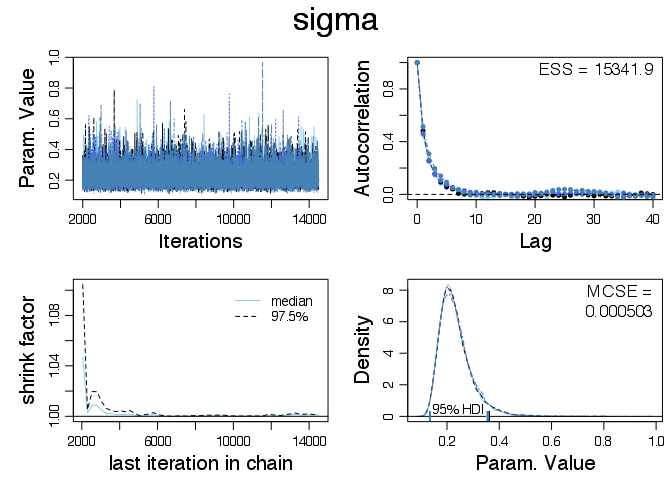 sigma
Param. Value
0.2 0.4 0.6 0.8 1.0
2000 6000 10000 14000
Iterations
Autocorrelation
0.0 0.4 0.8
ESS = 15341.9
0 10 20 30 40
Lag
shrink factor
1.00 1.04 1.08
median
97.5%
2000 6000 10000 14000
last iteration in chain
Density
0 2 4 6 8
MCSE =
0.000503
95% HDI
0.2 0.4 0.6 0.8 1.0
Param. Value